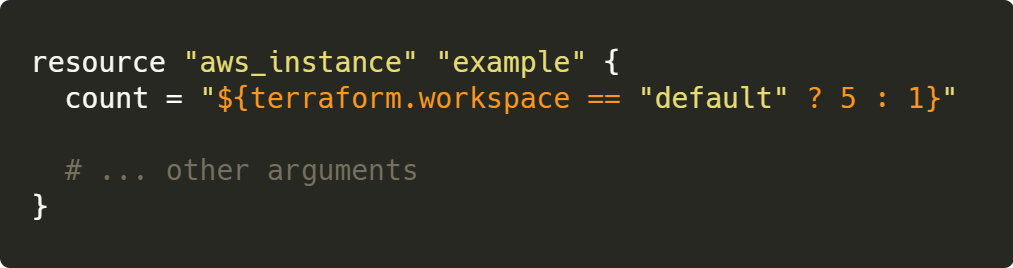 resource "aws_instance" "example" {
  count = "${terraform.workspace == "default" ? 5 : 1}"
  # ... other arguments
}